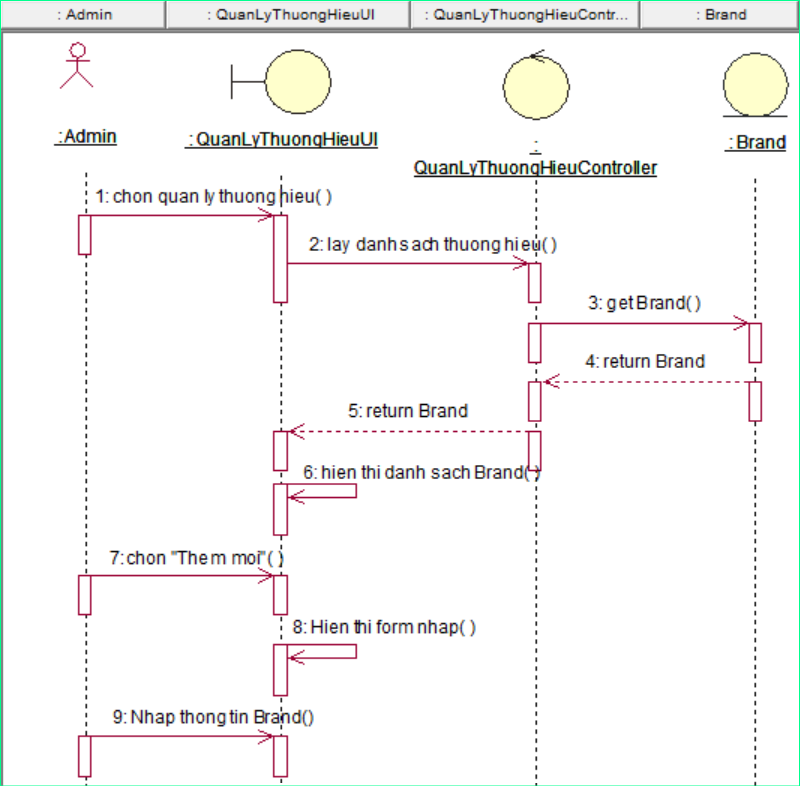 : Admin
: QuanLyThuongHieuUI
: QuanLyThuongHieuContr...
: Brand
:Admin
: QuanLyThuongHieuUI
:
QuanLyThuongHieuController
: Brand
1: chon quan ly thuong hieu( )
2: lay danh sach thuong hieu( )
3: get Brand( )
4: return Brand
5: return Brand
6: hien thi danh sach Brand( )
7: chon "Them moi"( )
8: Hien thi form nhap( )
9: Nhap thong tin Brand()